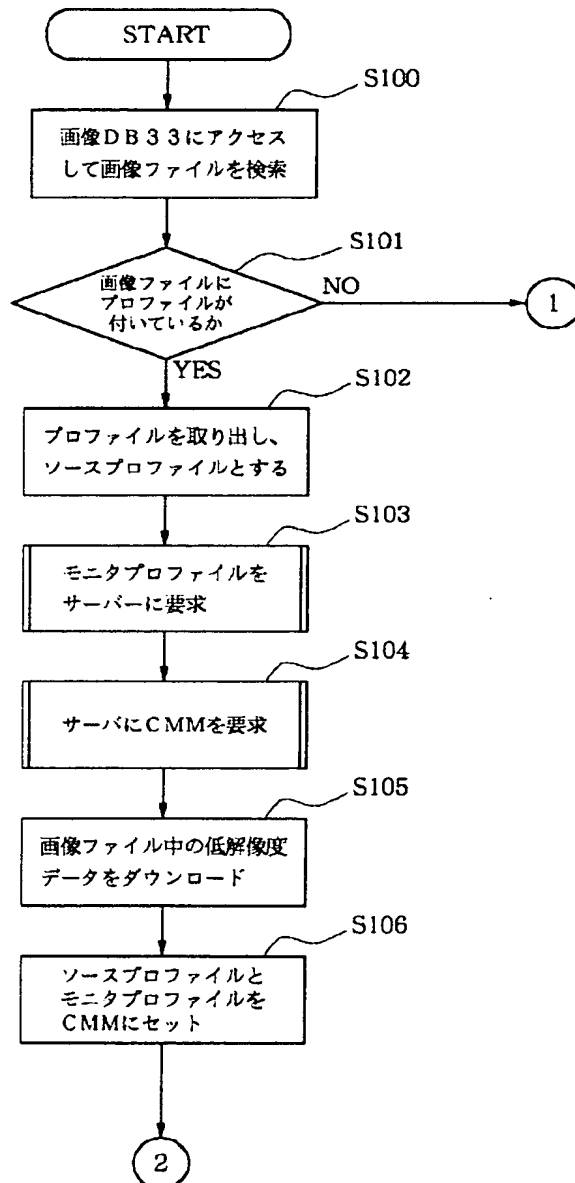 START
S100
画像DB33にアクセス
して画像ファイルを検索
S101
画像ファイルに
プロファイルが
付いているか
NO
1
YES
S102
プロファイルを取り出し、
ソースプロファイルとする
S103
モニタプロファイルを
サーバーに要求
S104
サーバにCMMを要求
S105
画像ファイル中の低解像度
データをダウンロード
S106
ソースプロファイルと
モニタプロファイルを
CMMにセット
2